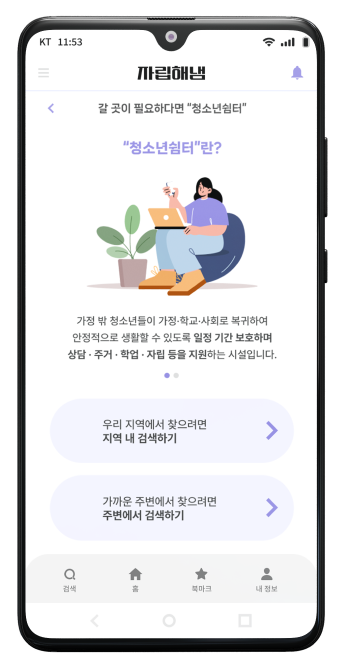 KT 11:53
자립해냄
갈 곳이 필요하다면 "청소년쉼터"
"청소년쉼터"란?
가정 밖 청소년들이 가정·학교·사회로 복귀하여
안정적으로 생활할 수 있도록 일정 기간 보호하며
상담 · 주거 · 학업 · 자립 등을 지원하는 시설입니다.
우리 지역에서 찾으려면
지역 내 검색하기
가까운 주변에서 찾으려면
주변에서 검색하기
검색 홈 북마크 내 정보